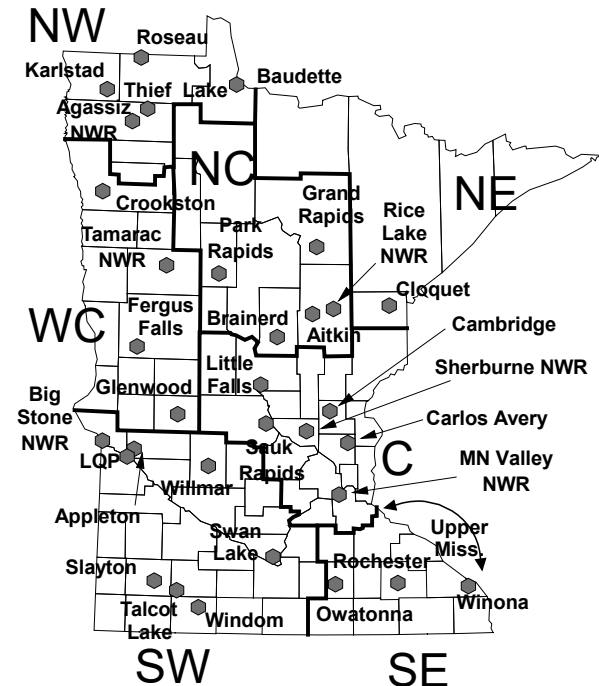 NW
Roseau
Karlstad
Baudette
Thief Lake
Agassiz
NWR
NC
Grand
Rapids
NE
Crookston
Park
Rapids
Rice
Lake
NWR
Tamarac
NWR
Cloquet
WC
Fergus
Falls
Brainerd
Aitkin
Cambridge
Little
Falls
Sherburne NWR
Big
Stone
NWR
Glenwood
Carlos Avery
C
LQP
Sauk
Rapids
MN Valley
NWR
Willmar
Appleton
Swan
Lake
Upper
Miss.
Slayton
Rochester
Talcot
Lake
Windom
Owatonna
Winona
SW
SE